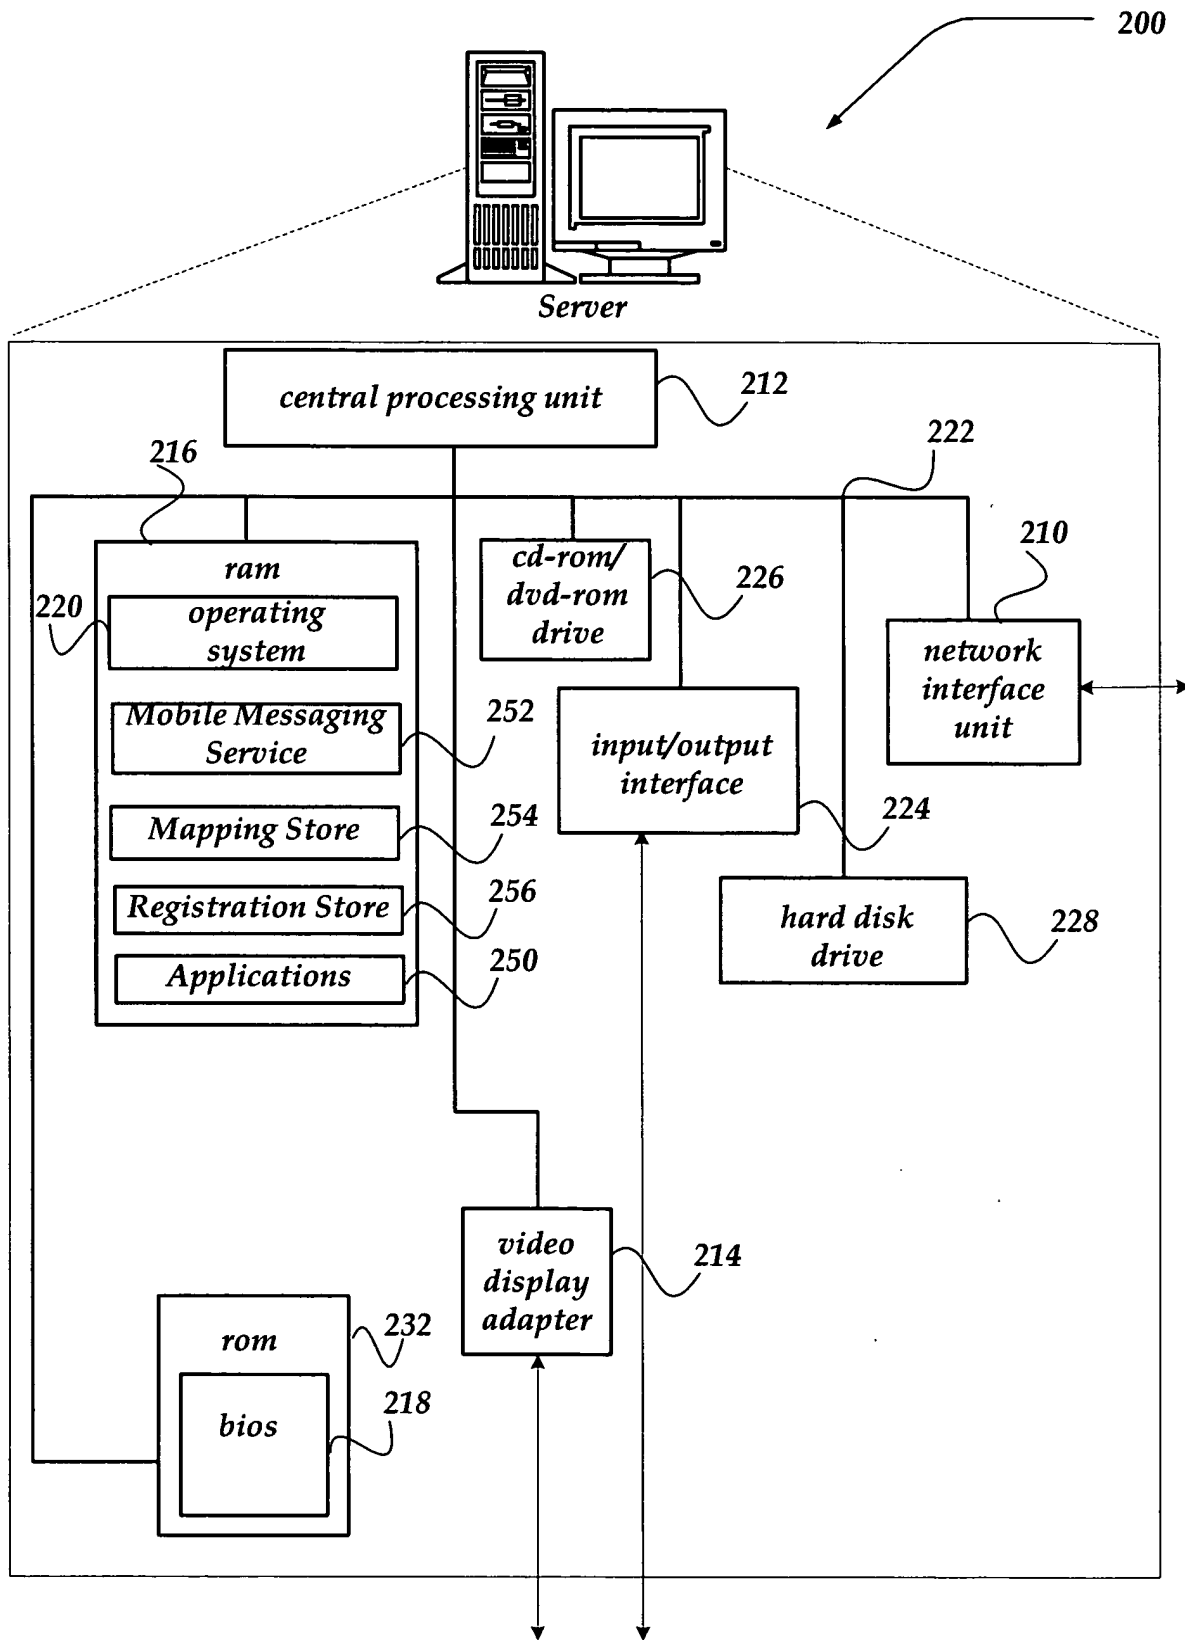 200
Server
central processing unit
212
216
222
ram
cd-rom/
dvd-rom
drive
226
210
220
operating
system
network
interface
unit
Mobile Messaging
Service
252
input/output
interface
224
Mapping Store
254
Registration Store
256
hard disk
drive
228
Applications
250
video
display
adapter
214
rom
232
bios
218